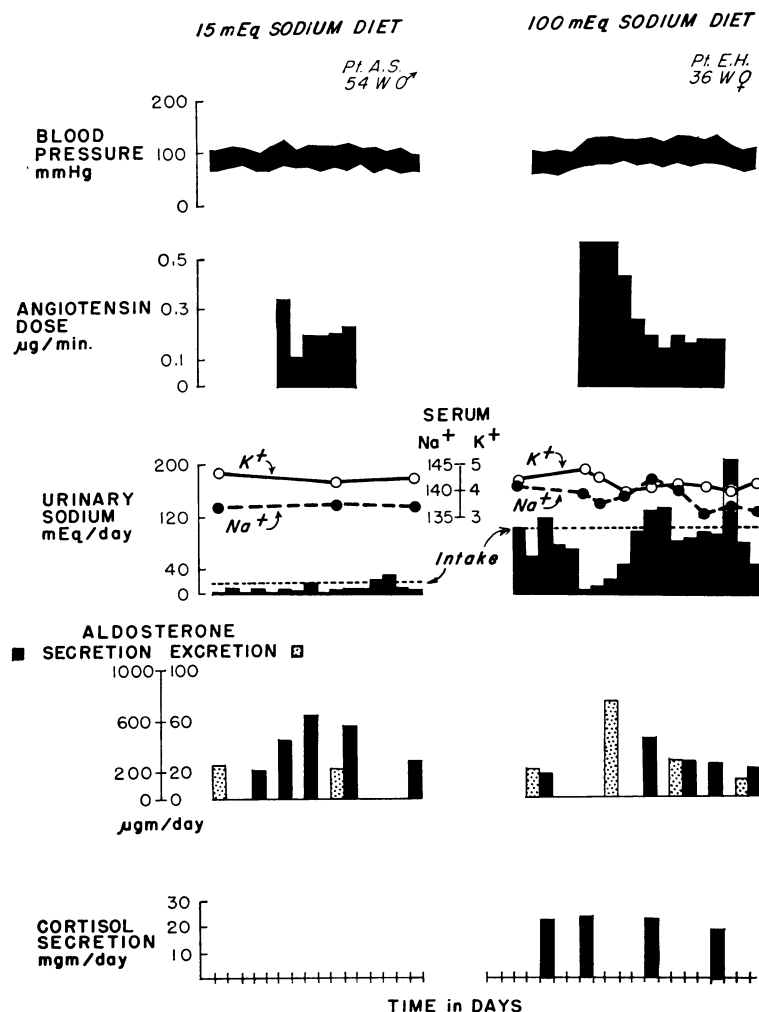 15 mEq SODIUM DIET
100 mEq SODIUM DIET
Pt. A.S.
54 W ♂
Pt. E.H.
36 W ♀
BLOOD
PRESSURE
mmHg
200
100
0
ANGIOTENSIN
DOSE
µg/min.
0.5
0.3
0.1
0
SERUM
Na+ K+
145 5
140 4
135 3
URINARY
SODIUM
mEq/day
200
120
40
0
K+
Na+
Intake
K+
Na+
ALDOSTERONE
SECRETION EXCRETION
1000 100
600 60
200 20
0 0
µgm/day
CORTISOL
SECRETION
mgm/day
30
20
10
TIME in DAYS